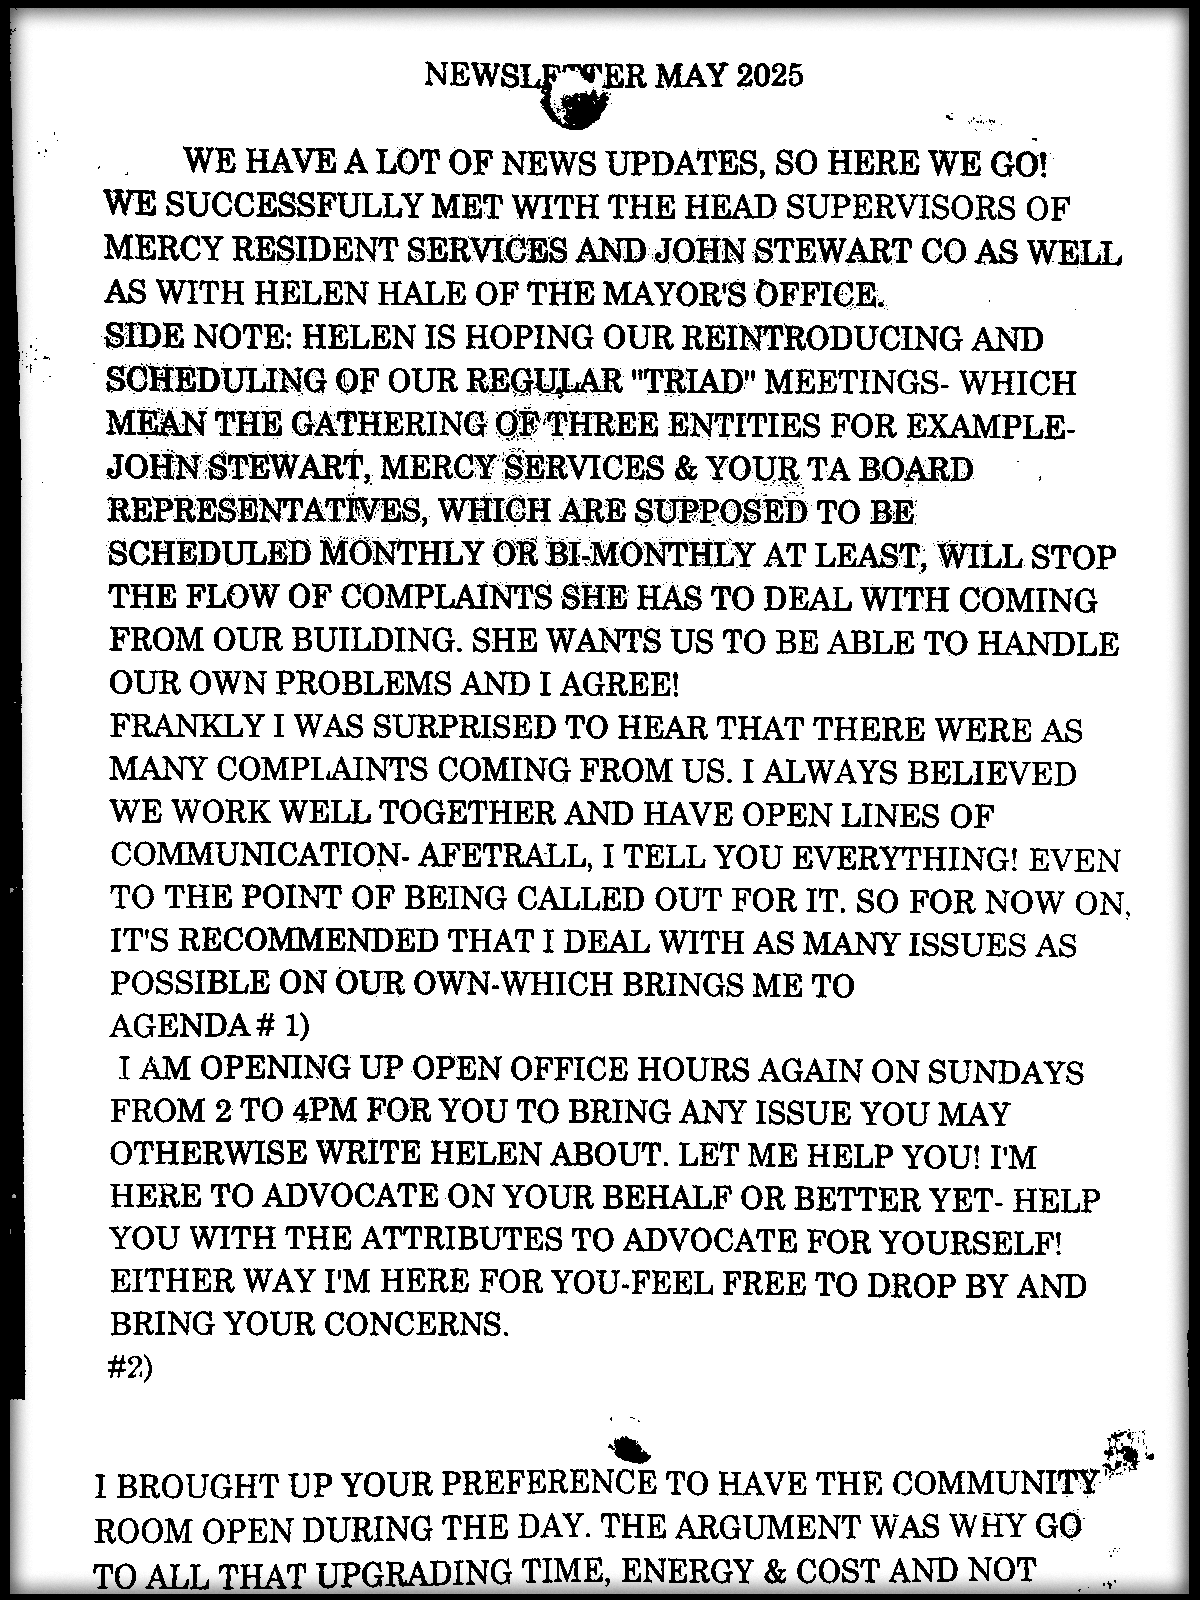 NEWSLETTER MAY 2025
WE HAVE A LOT OF NEWS UPDATES, SO HERE WE GO!
WE SUCCESSFULLY MET WITH THE HEAD SUPERVISORS OF
MERCY RESIDENT SERVICES AND JOHN STEWART CO AS WELL
AS WITH HELEN HALE OF THE MAYOR'S OFFICE.
SIDE NOTE: HELEN IS HOPING OUR REINTRODUCING AND
SCHEDULING OF OUR REGULAR "TRIAD" MEETINGS- WHICH
MEAN THE GATHERING OF THREE ENTITIES FOR EXAMPLE-
JOHN STEWART, MERCY SERVICES & YOUR TA BOARD
REPRESENTATIVES, WHICH ARE SUPPOSED TO BE
SCHEDULED MONTHLY OR BI-MONTHLY AT LEAST, WILL STOP
THE FLOW OF COMPLAINTS SHE HAS TO DEAL WITH COMING
FROM OUR BUILDING. SHE WANTS US TO BE ABLE TO HANDLE
OUR OWN PROBLEMS AND I AGREE!
FRANKLY I WAS SURPRISED TO HEAR THAT THERE WERE AS
MANY COMPLAINTS COMING FROM US. I ALWAYS BELIEVED
WE WORK WELL TOGETHER AND HAVE OPEN LINES OF
COMMUNICATION- AFETRALL, I TELL YOU EVERYTHING! EVEN
TO THE POINT OF BEING CALLED OUT FOR IT. SO FOR NOW ON,
IT'S RECOMMENDED THAT I DEAL WITH AS MANY ISSUES AS
POSSIBLE ON OUR OWN-WHICH BRINGS ME TO
AGENDA # 1)
I AM OPENING UP OPEN OFFICE HOURS AGAIN ON SUNDAYS
FROM 2 TO 4PM FOR YOU TO BRING ANY ISSUE YOU MAY
OTHERWISE WRITE HELEN ABOUT. LET ME HELP YOU! I'M
HERE TO ADVOCATE ON YOUR BEHALF OR BETTER YET- HELP
YOU WITH THE ATTRIBUTES TO ADVOCATE FOR YOURSELF!
EITHER WAY I'M HERE FOR YOU-FEEL FREE TO DROP BY AND
BRING YOUR CONCERNS.
#2)
I BROUGHT UP YOUR PREFERENCE TO HAVE THE COMMUNITY
ROOM OPEN DURING THE DAY. THE ARGUMENT WAS WHY GO
TO ALL THAT UPGRADING TIME, ENERGY & COST AND NOT